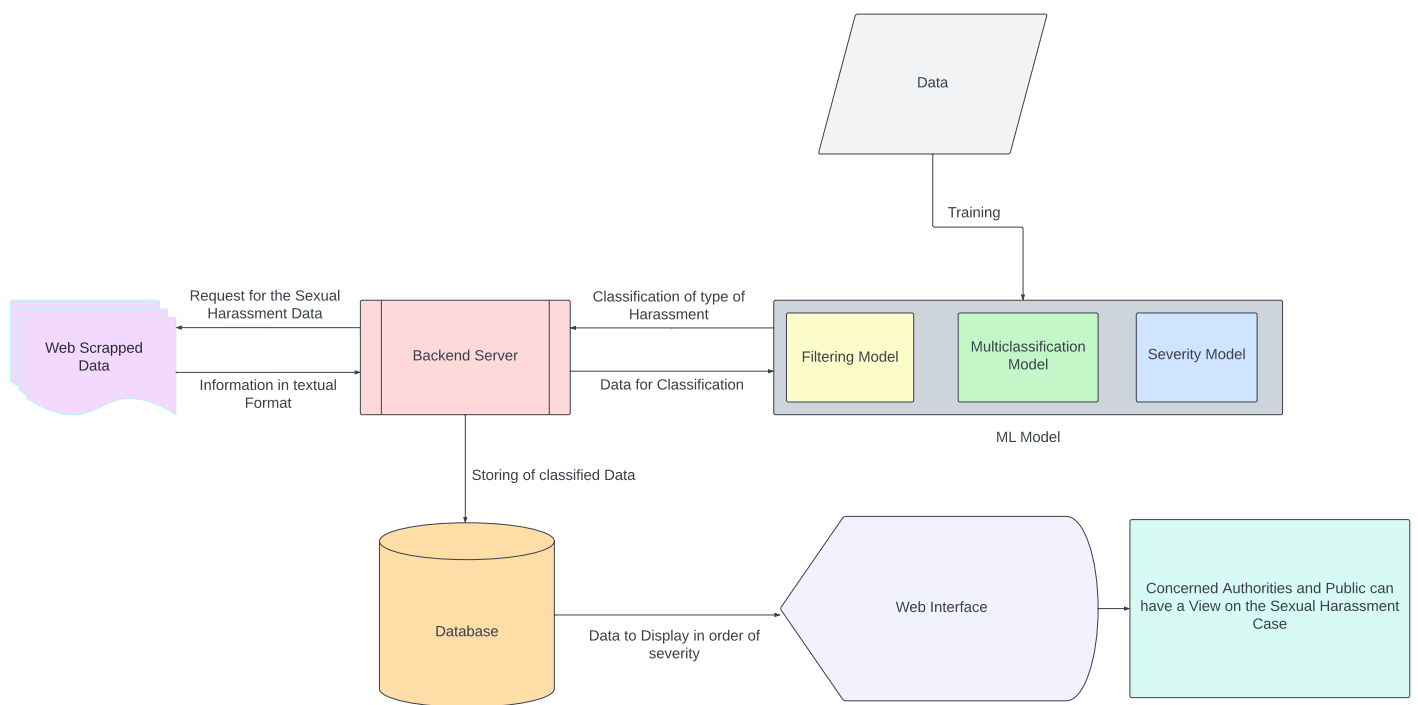 Data
Training
Request for the Sexual
Harassment Data
Classification of type of
Harassment
Web Scrapped
Data
Backend Server
Filtering Model
Multiclassification
Model
Severity Model
Information in textual
Format
Data for Classification
ML Model
Storing of classified Data
Database
Data to Display in order of
severity
Web Interface
Concerned Authorities and Public can
have a View on the Sexual Harassment
Case